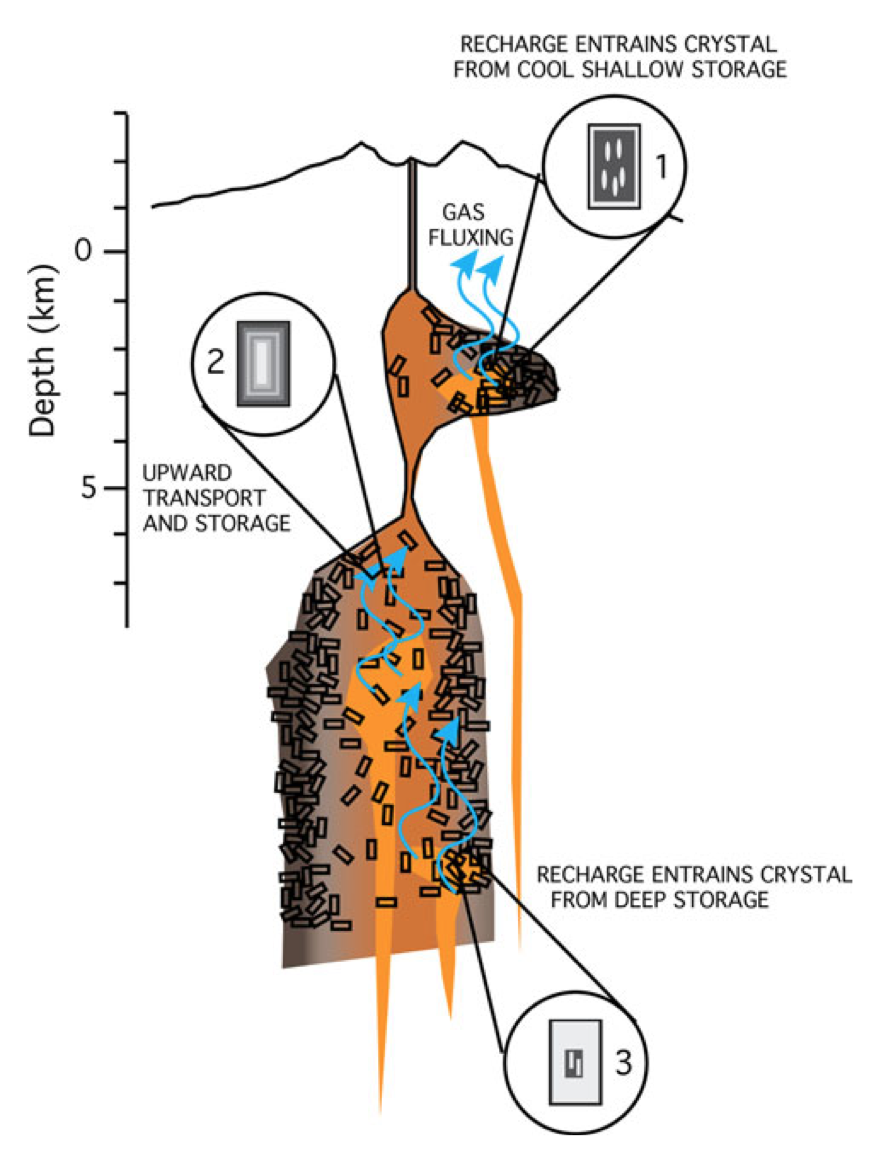 RECHARGE ENTRAINS CRYSTAL
FROM COOL SHALLOW STORAGE
1
GAS
FLUXING
0
Depth (km)
2
UPWARD
TRANSPORT
AND STORAGE
5
RECHARGE ENTRAINS CRYSTAL
FROM DEEP STORAGE
3